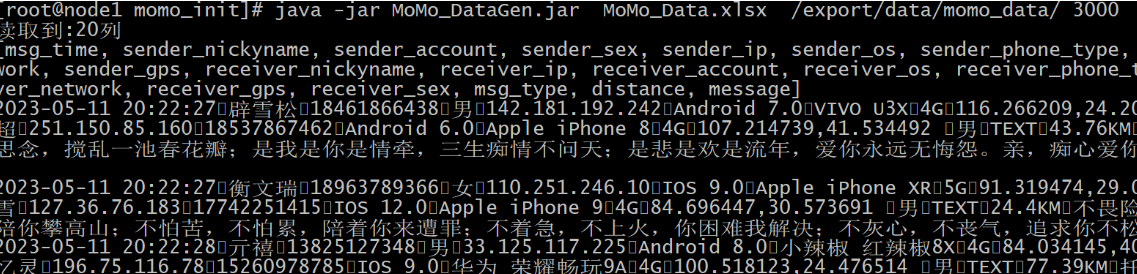 [root@node1 momo_init]# java -jar MoMo_DataGen.jar  MoMo_Data.xlsx  /export/data/momo_data/ 3000
读取到:20列
[msg_time, sender_nickyname, sender_account, sender_sex, sender_ip, sender_os, sender_phone_type,
work, sender_gps, receiver_nickyname, receiver_ip, receiver_account, receiver_os, receiver_phone_t
ver_network, receiver_gps, receiver_sex, msg_type, distance, message]
2023-05-11 20:22:27 辟雪松 18461866438 男 142.181.192.242 Android 7.0 VIVO U3X 4G 116.266209,24.20
超 251.150.85.160 18537867462 Android 6.0 Apple iPhone 8 4G 107.214739,41.534492 男 TEXT 43.76KM
思念，搅乱一池春花瓣；是我是你是情牵，三生痴情不问天；是悲是欢是流年，爱你永远无悔怨。亲，痴心爱你
2023-05-11 20:22:27 衡文瑞 18963789366 女 110.251.246.10 IOS 9.0 Apple iPhone XR 5G 91.319474,29.0
雪 127.36.76.183 17742251415 IOS 12.0 Apple iPhone 9 4G 84.696447,30.573691 男 TEXT 24.4KM 不畏险
陪你攀高山；不怕苦，不怕累，陪着你来遭罪；不着急，不上火，你困难我解决；不灰心，不丧气，追求你不松
2023-05-11 20:22:28 亓禧 13825127348 男 33.125.117.225 Android 8.0 小辣椒 红辣椒8X 4G 84.034145,40
忆灵 196.75.116.78 15260978785 IOS 9.0 华为 荣耀畅玩9A 4G 100.518123,24.476514 男 TEXT 77.39KM